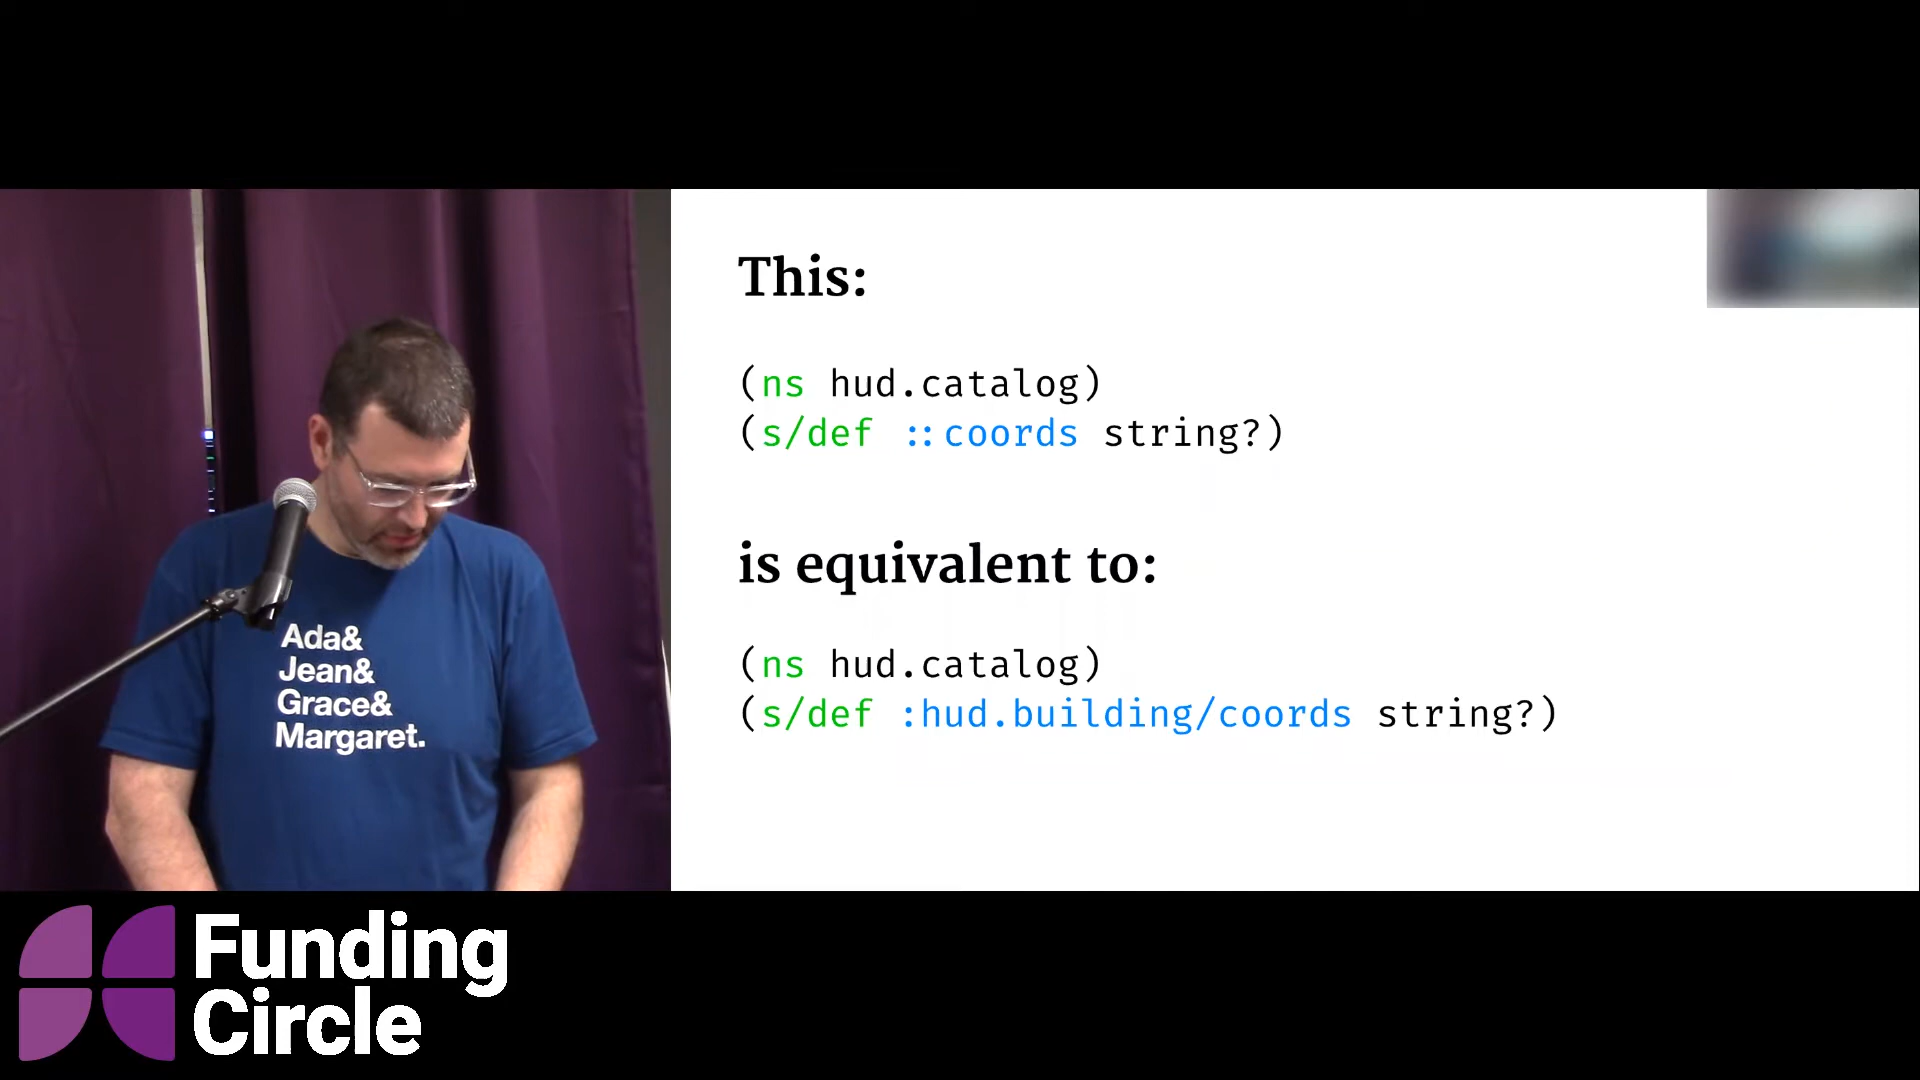 This:
(ns hud.catalog)
(s/def ::coords string?)
is equivalent to:
(ns hud.catalog)
(s/def :hud.building/coords string?)
Ada&
Jean&
Grace&
Margaret.
Funding
Circle